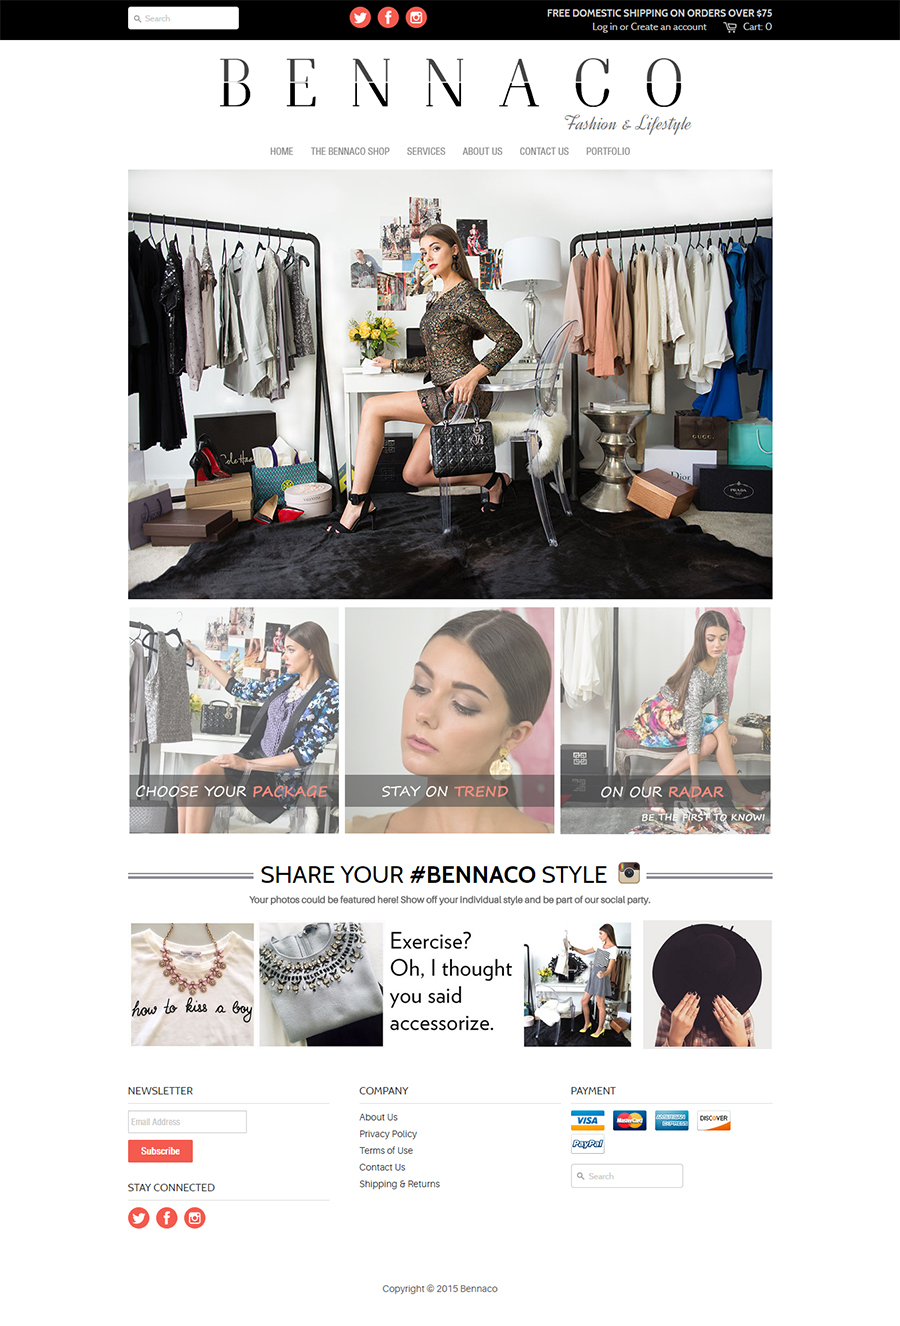 Search
FREE DOMESTIC SHIPPING ON ORDERS OVER $75
Log in or Create an account Cart: 0
BENNACO
Fashion & Lifestyle
HOME THE BENNACO SHOP SERVICES ABOUT US CONTACT US PORTFOLIO
Cole Haan
GUCCI
Dior
PRADA
CHOOSE YOUR PACKAGE
STAY ON TREND
ON OUR RADAR
BE THE FIRST TO KNOW!
SHARE YOUR #BENNACO STYLE
Your photos could be featured here! Show off your individual style and be part of our social party.
how to kiss a boy
Exercise?
Oh, I thought
you said
accessorize.
NEWSLETTER
Email Address
Subscribe
STAY CONNECTED
COMPANY
About Us
Privacy Policy
Terms of Use
Contact Us
Shipping & Returns
PAYMENT
VISA MasterCard AMERICAN EXPRESS DISCOVER
PayPal
Search
Copyright © 2015 Bennaco